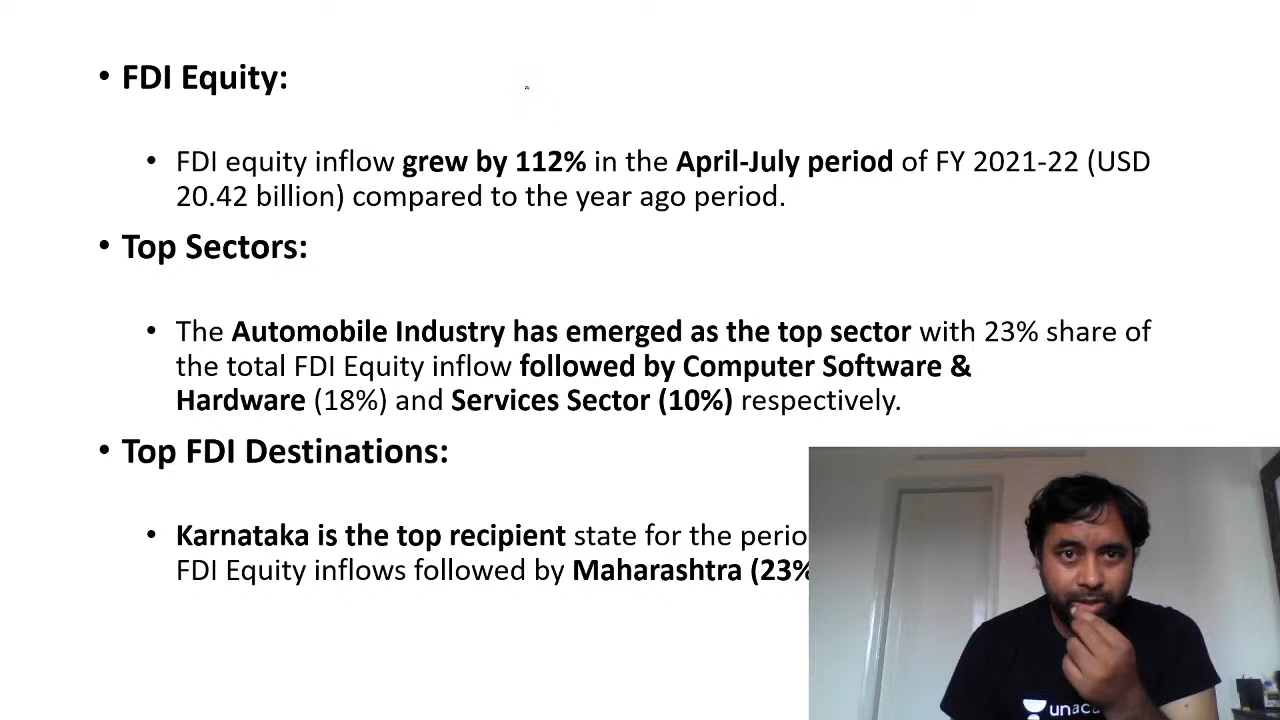 • FDI Equity:
• FDI equity inflow grew by 112% in the April-July period of FY 2021-22 (USD
20.42 billion) compared to the year ago period.
• Top Sectors:
• The Automobile Industry has emerged as the top sector with 23% share of
the total FDI Equity inflow followed by Computer Software &
Hardware (18%) and Services Sector (10%) respectively.
• Top FDI Destinations:
• Karnataka is the top recipient state for the
FDI Equity inflows followed by Maharashtra (23%